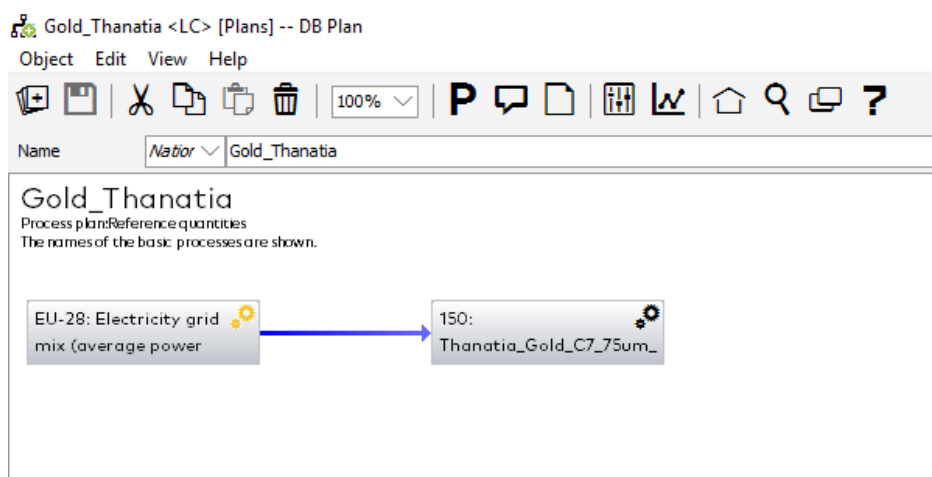 Gold_Thanatia <LC> [Plans] -- DB Plan
Object Edit View Help
100% P ?
Name Nation Gold_Thanatia
Gold_Thanatia
Process plan:Reference quantities
The names of the basic processes are shown.
EU-28: Electricity grid
mix (average power
150:
Thanatia_Gold_C7_75um_